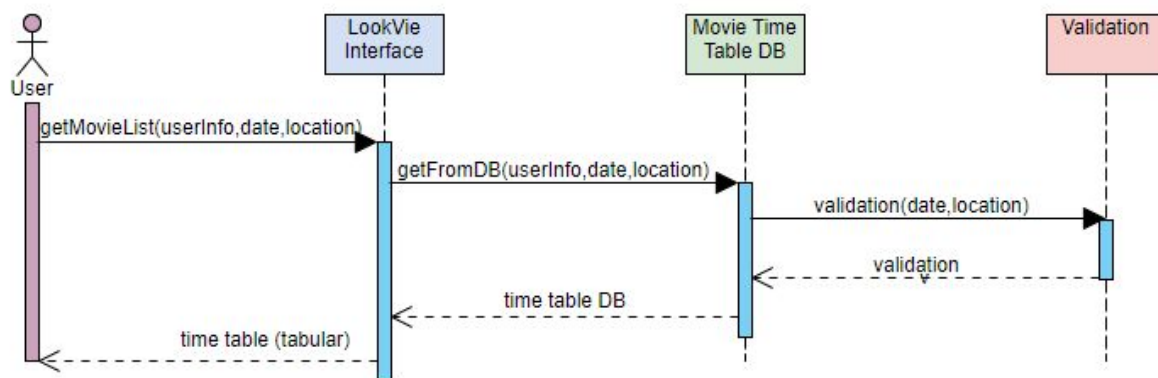 LookVie
Interface
Movie Time
Table DB
Validation
User
getMovieList(userInfo,date,location)
getFromDB(userInfo,date,location)
validation(date,location)
validation
v
time table DB
time table (tabular)